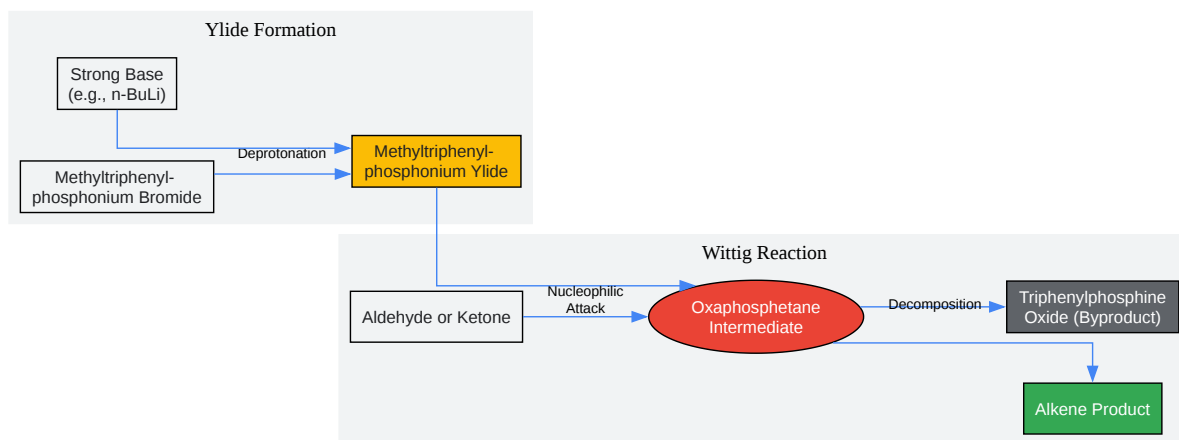 Ylide Formation
Strong Base
(e.g., n-BuLi)
Deprotonation
Methyltriphenyl-
phosphonium Bromide
Methyltriphenyl-
phosphonium Ylide
Wittig Reaction
Aldehyde or Ketone
Nucleophilic
Attack
Oxaphosphetane
Intermediate
Decomposition
Triphenylphosphine
Oxide (Byproduct)
Alkene Product